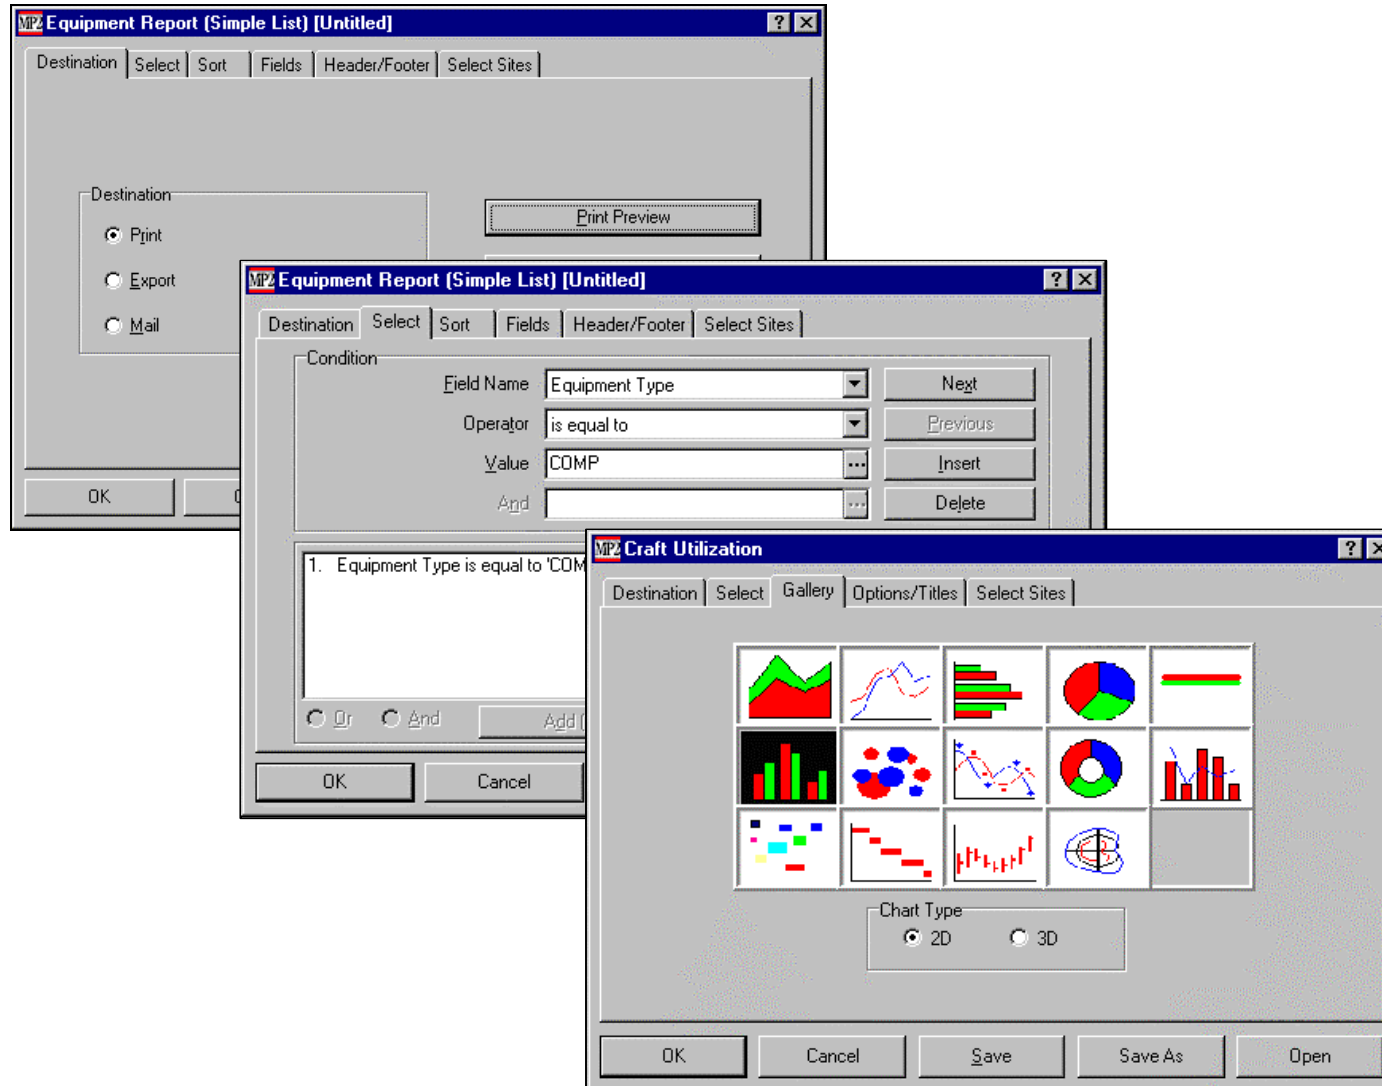 MP2 Equipment Report (Simple List) [Untitled]
Destination Select Sort Fields Header/Footer Select Sites
Destination
Print
Export
Mail
Print Preview
OK
MP2 Equipment Report (Simple List) [Untitled]
Destination Select Sort Fields Header/Footer Select Sites
Condition
Field Name Equipment Type Next
Operator is equal to Previous
Value COMP ... Insert
And ... Delete
1. Equipment Type is equal to 'COM
Or And Add
OK Cancel
MP2 Craft Utilization
Destination Select Gallery Options/Titles Select Sites
Chart Type
2D 3D
OK Cancel Save Save As Open